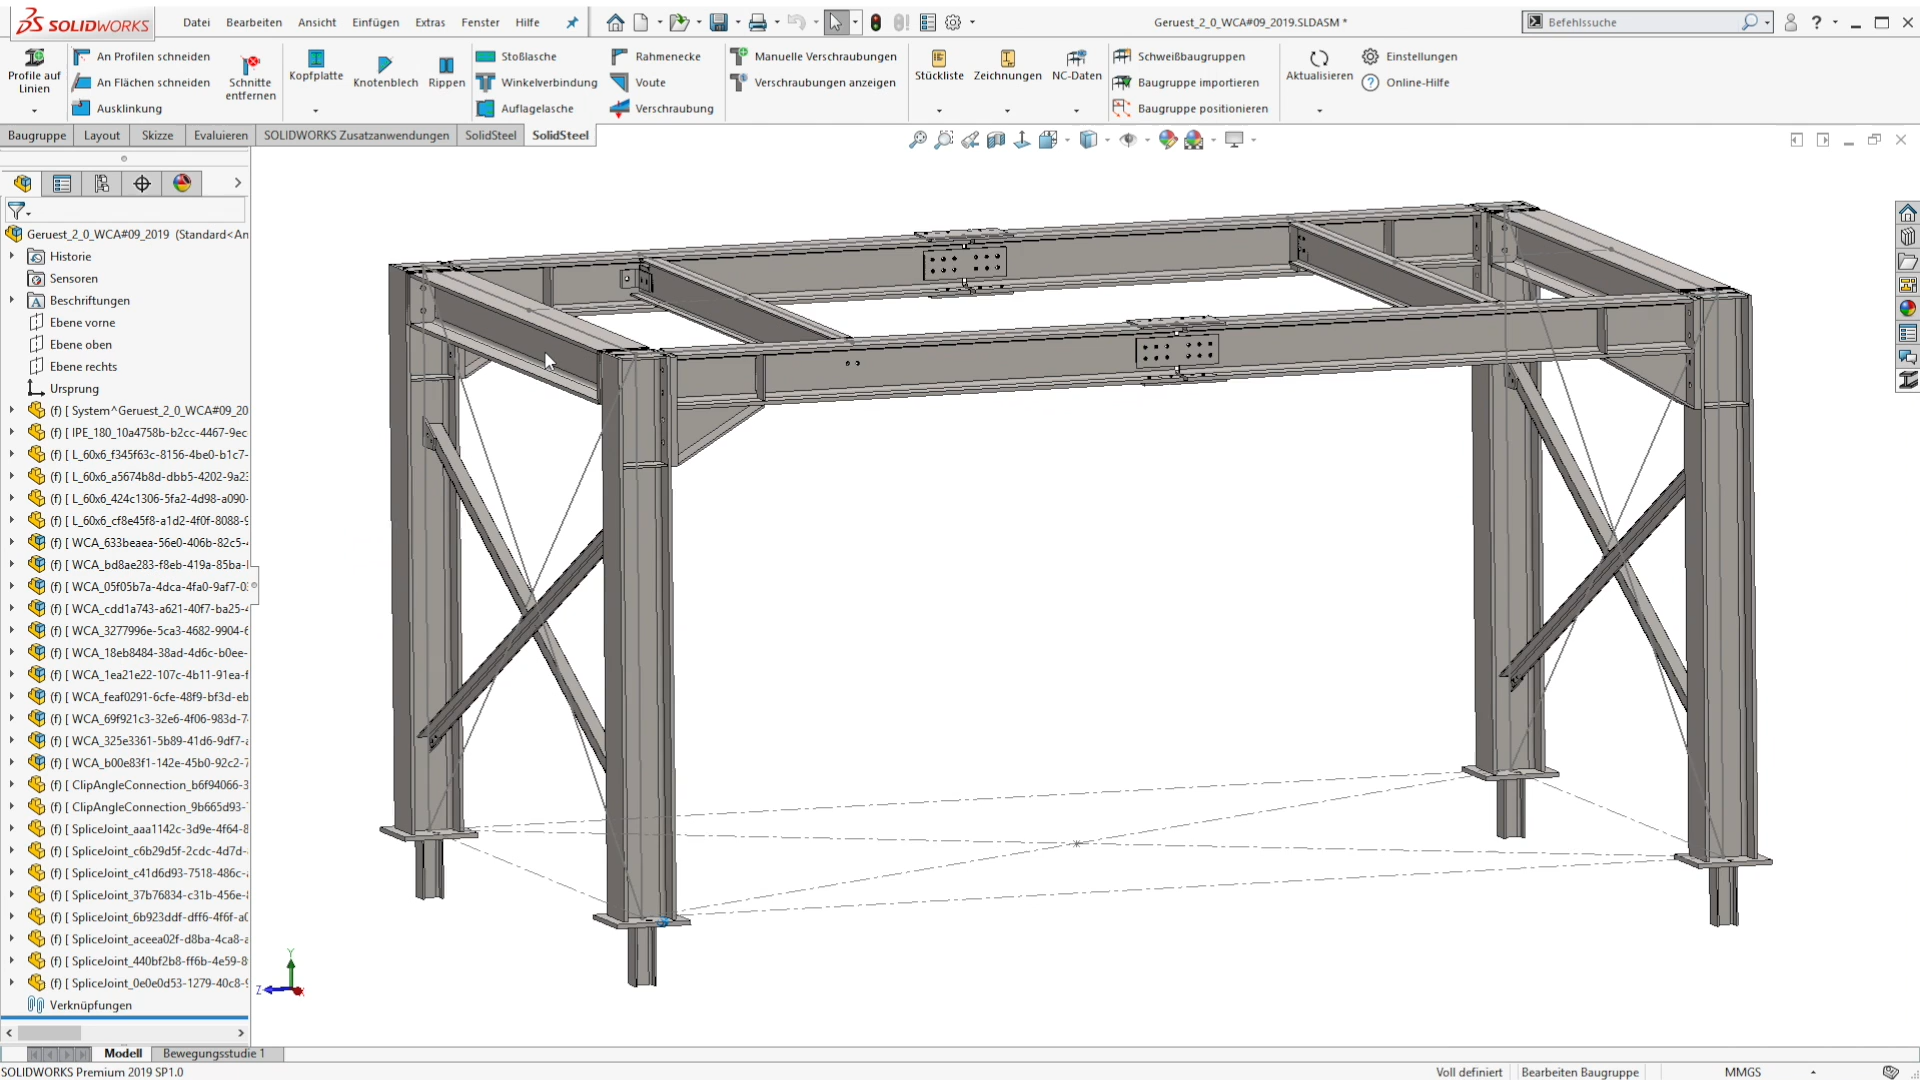 SOLIDWORKS
Datei Bearbeiten Ansicht Einfügen Extras Fenster Hilfe
Geruest_2_0_WCA#09_2019.SLDASM *
Befehlssuche
Profile auf Linien
An Profilen schneiden
An Flächen schneiden
Ausklinkung
Schnitte entfernen
Kopfplatte
Knotenblech
Rippen
Stoßlasche
Winkelverbindung
Auflagelasche
Rahmenecke
Voute
Verschraubung
Manuelle Verschraubungen
Verschraubungen anzeigen
Stückliste
Zeichnungen
NC-Daten
Schweißbaugruppen
Baugruppe importieren
Baugruppe positionieren
Aktualisieren
Einstellungen
Online-Hilfe
Baugruppe Layout Skizze Evaluieren SOLIDWORKS Zusatzanwendungen SolidSteel SolidSteel
Geruest_2_0_WCA#09_2019 (Standard<An
Historie
Sensoren
Beschriftungen
Ebene vorne
Ebene oben
Ebene rechts
Ursprung
(f) [ System^Geruest_2_0_WCA#09_20
(f) [ IPE_180_10a4758b-b2cc-4467-9ec
(f) [ L_60x6_f345f63c-8156-4be0-b1c7-
(f) [ L_60x6_a5674b8d-dbb5-4202-9a2
(f) [ L_60x6_424c1306-5fa2-4d98-a090-
(f) [ L_60x6_cf8e45f8-a1d2-4f0f-8088-
(f) [ WCA_633beaea-56e0-406b-82c5-
(f) [ WCA_bd8ae283-f8eb-419a-85ba-
(f) [ WCA_05f05b7a-4dca-4fa0-9af7-
(f) [ WCA_cdd1a743-a621-40f7-ba25-
(f) [ WCA_3277996e-5ca3-4682-9904-
(f) [ WCA_18eb8484-38ad-4d6c-b0ee-
(f) [ WCA_1ea21e22-107c-4b11-91ea-
(f) [ WCA_feaf0291-6cfe-48f9-bf3d-eb
(f) [ WCA_69f921c3-32e6-4f06-983d-
(f) [ WCA_325e3361-5b89-41d6-9df7-
(f) [ WCA_b00e83f1-142e-45b0-92c2-
(f) [ ClipAngleConnection_b6f94066-
(f) [ ClipAngleConnection_9b665d93-
(f) [ SpliceJoint_aaa1142c-3d9e-4f64-
(f) [ SpliceJoint_c6b29d5f-2cdc-4d7d-
(f) [ SpliceJoint_c41d6d93-7518-486c-
(f) [ SpliceJoint_37b76834-c31b-456e-
(f) [ SpliceJoint_6b923ddf-dff6-4f6f-
(f) [ SpliceJoint_aceea02f-d8ba-4ca8-
(f) [ SpliceJoint_440bf2b8-ff6b-4e59-
(f) [ SpliceJoint_0e0e0d53-1279-40c8-
Verknüpfungen
Y
Z
X
Modell Bewegungsstudie 1
SOLIDWORKS Premium 2019 SP1.0
Voll definiert Bearbeiten Baugruppe MMGS